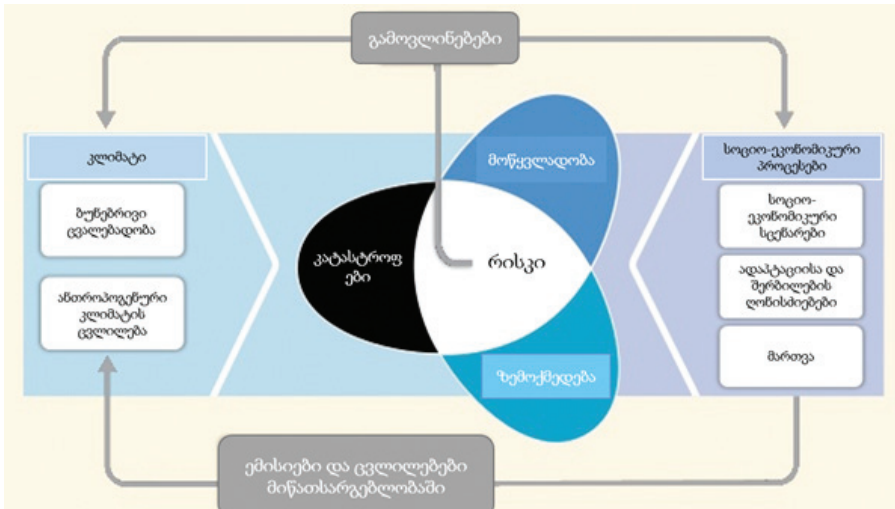 გამოვლინებები
კლიმატი
ბუნებრივი
ცვალებადობა
ანთროპოგენური
კლიმატის
ცვლილება
კატასტროფ
ები
მოწყვლადობა
რისკი
ზემოქმედება
სოციო-ეკონომიკური
პროცესები
სოციო-
ეკონომიკური
სცენარები
ადაპტაციისა და
შერბილების
ღონისძიებები
მართვა
ემისიები და ცვლილებები
მიწათსარგებლობაში